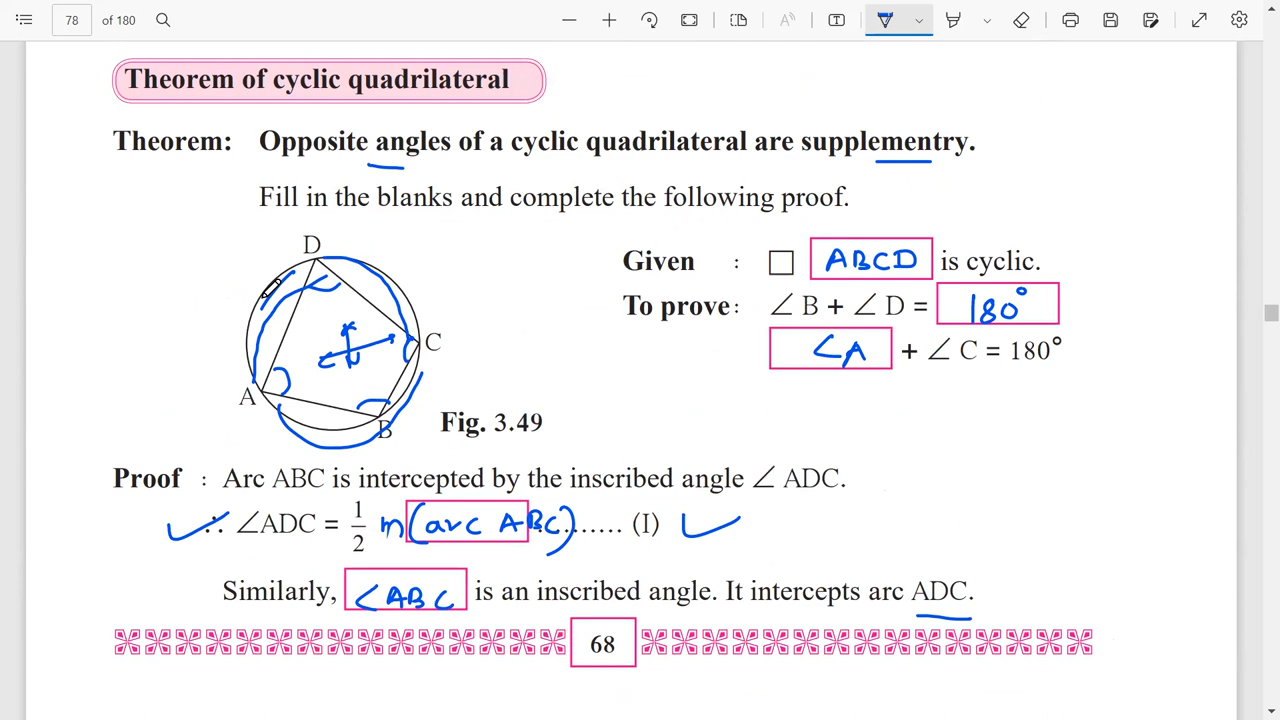 78 of 180
Theorem of cyclic quadrilateral
Theorem: Opposite angles of a cyclic quadrilateral are supplementry.
Fill in the blanks and complete the following proof.
D
C
A
B
Fig. 3.49
Given : □ ABCD is cyclic.
To prove : ∠ B + ∠ D = 180°
∠A + ∠ C = 180°
Proof : Arc ABC is intercepted by the inscribed angle ∠ ADC.
∴ ∠ADC = 1/2 m(arc ABC) ......... (I)
Similarly, ∠ABC is an inscribed angle. It intercepts arc ADC.
68